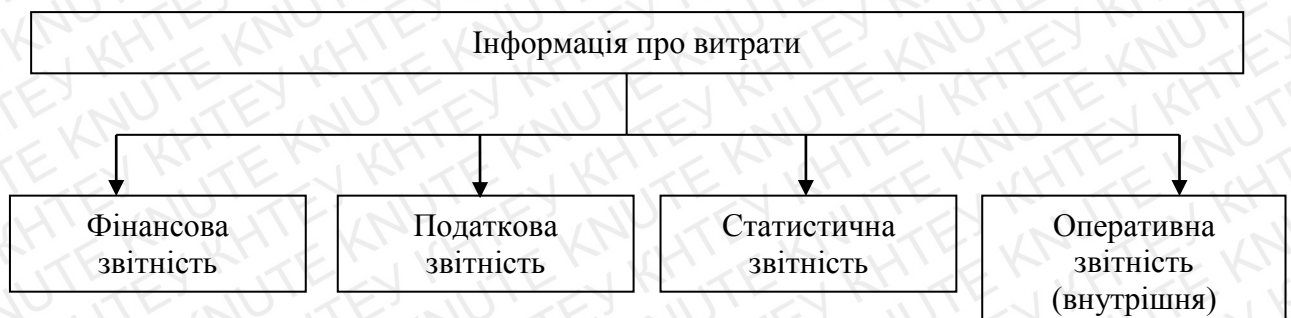 Інформація про витрати
Фінансова
звітність
Податкова
звітність
Статистична
звітність
Оперативна
звітність
(внутрішня)